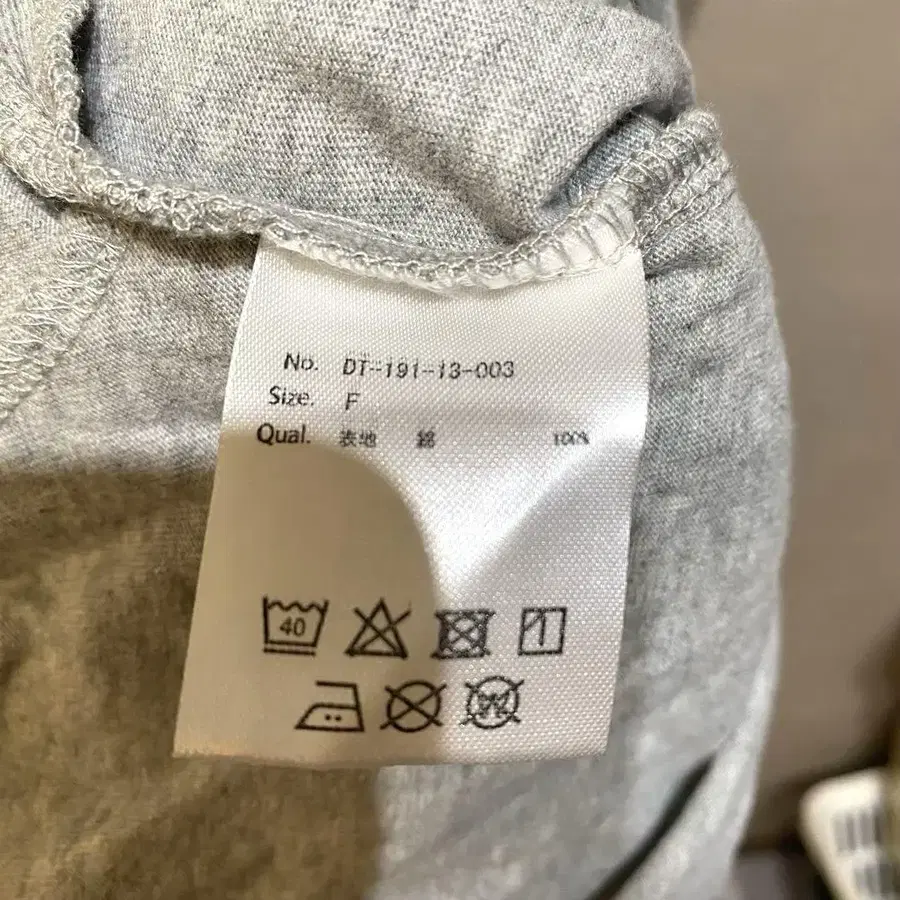 No. DT-191-13-003
Size. F
Qual. 表地 綿 100%
40
W